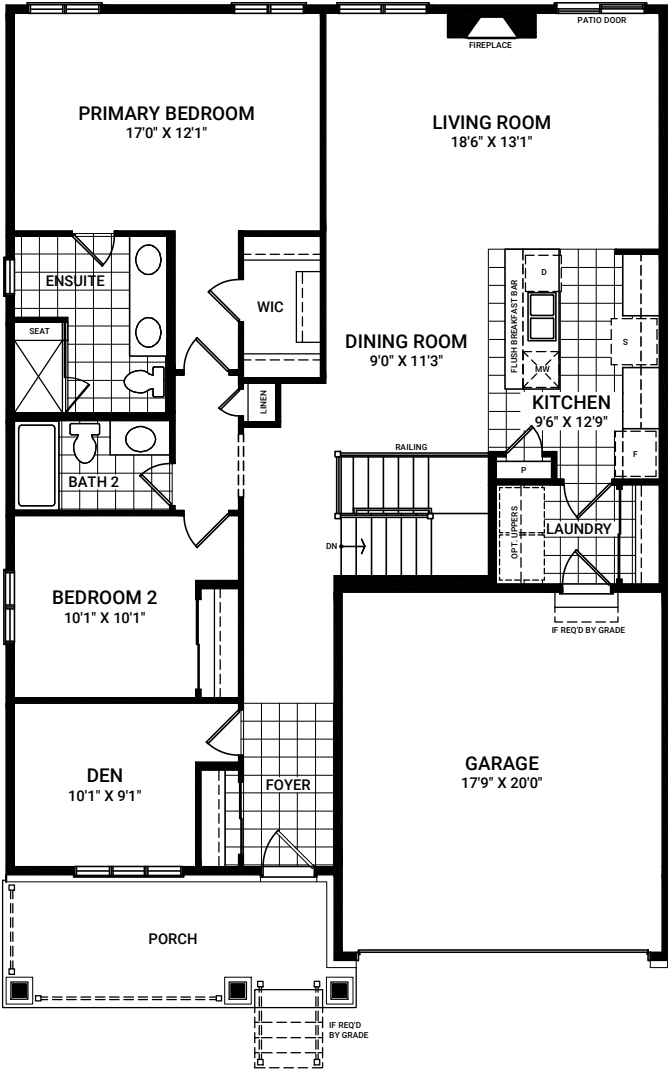 PATIO DOOR
FIREPLACE
PRIMARY BEDROOM
17'0" X 12'1"
LIVING ROOM
18'6" X 13'1"
ENSUITE
WIC
D
FLUSH BREAKFAST BAR
SEAT
DINING ROOM
9'0" X 11'3"
S
MW
LINEN
KITCHEN
9'6" X 12'9"
RAILING
F
P
BATH 2
OPT. UPPERS
LAUNDRY
DN
BEDROOM 2
10'1" X 10'1"
IF REQ'D BY GRADE
DEN
10'1" X 9'1"
FOYER
GARAGE
17'9" X 20'0"
PORCH
IF REQ'D
BY GRADE